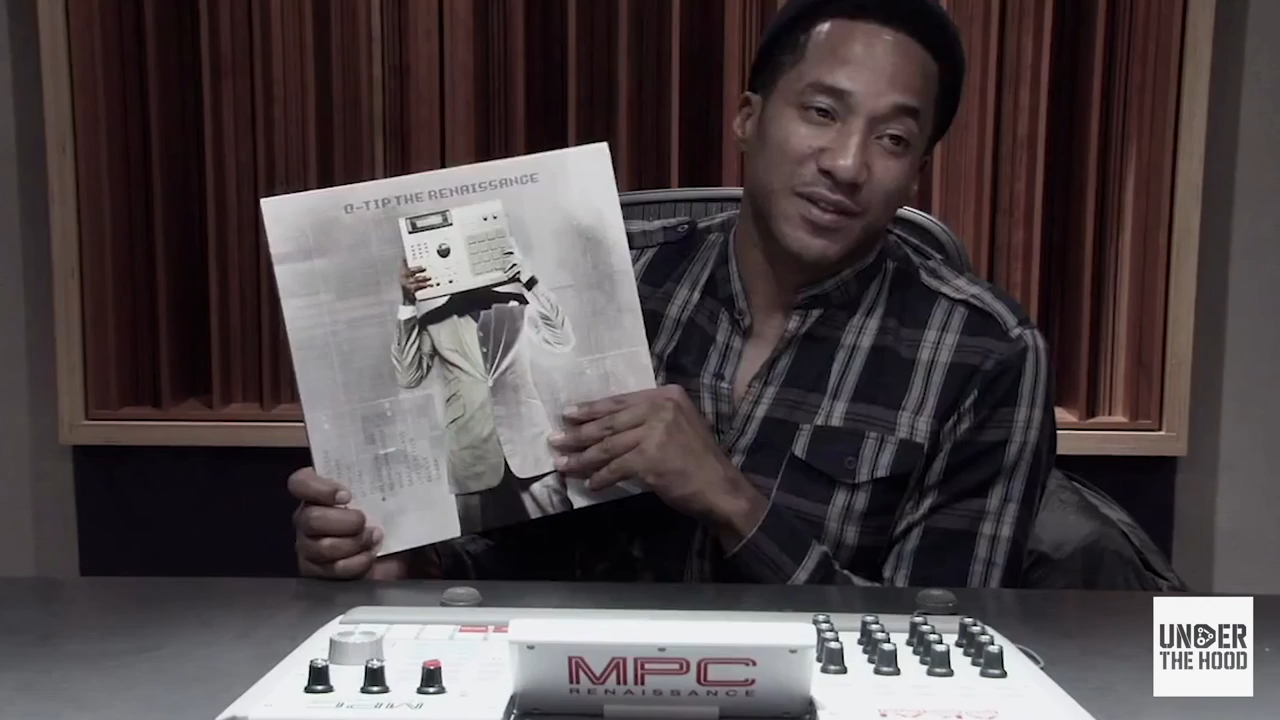 Q-TIP THE RENAISSANCE
MPC
RENAISSANCE
UNDER
THE HOOD